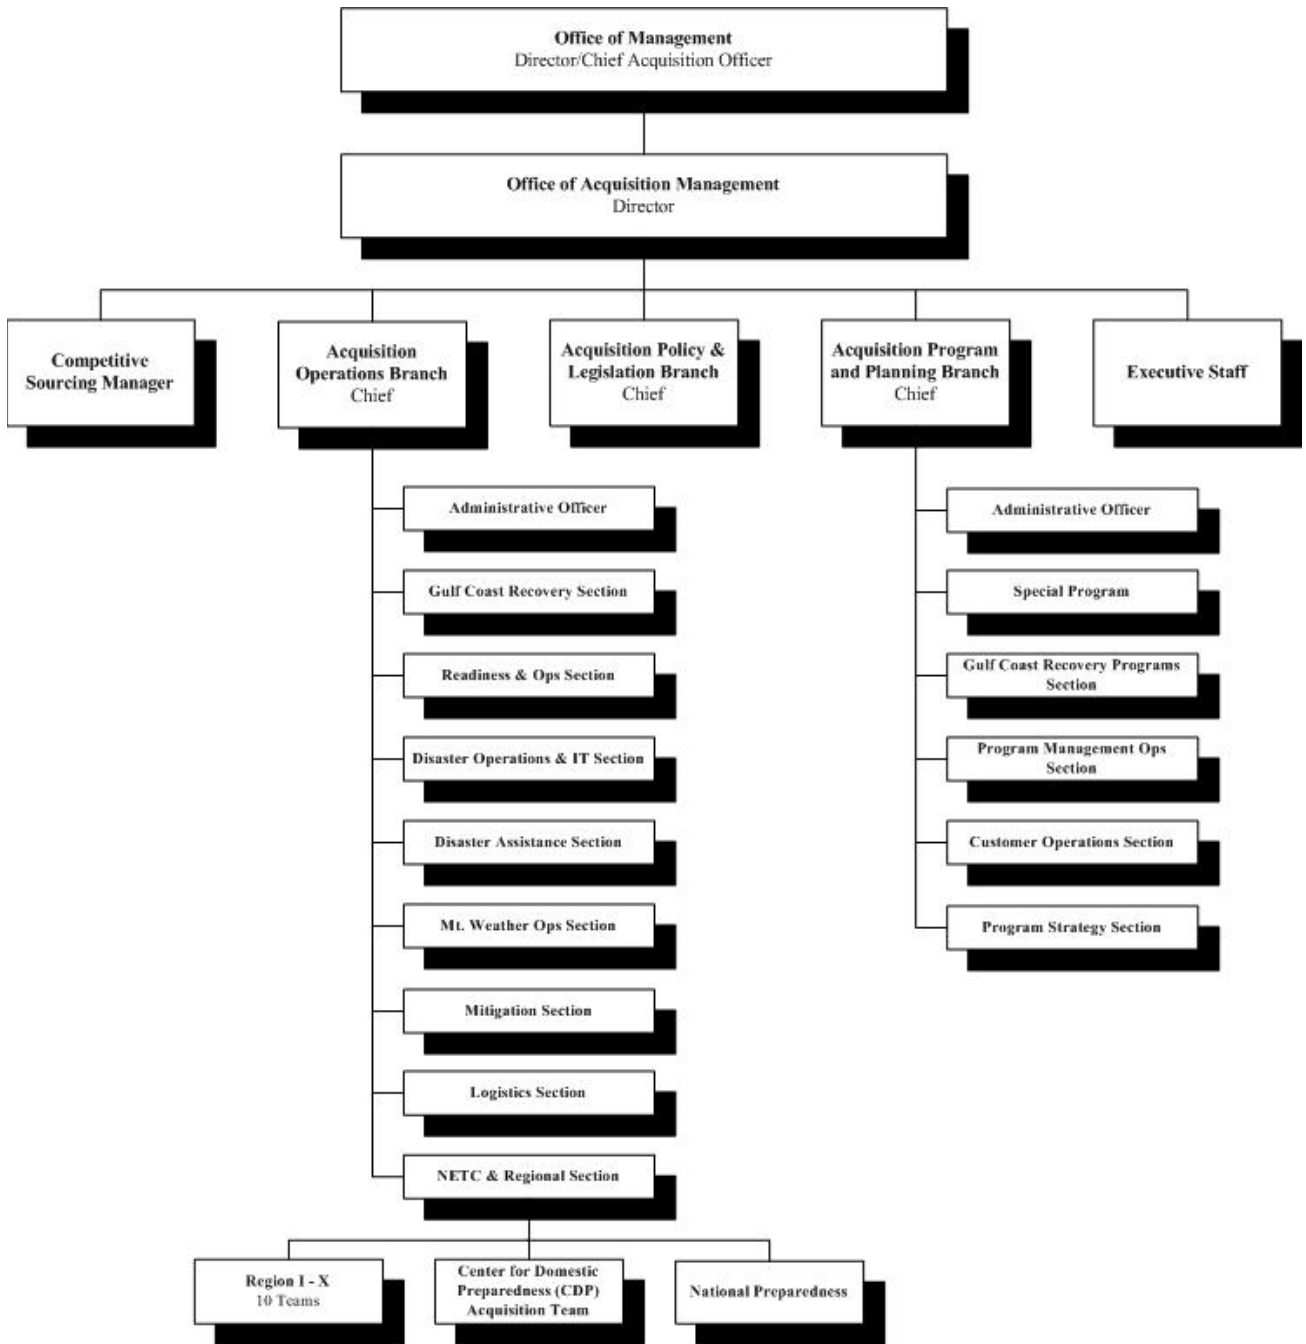 Office of Management
Director/Chief Acquisition Officer
Office of Acquisition Management
Director
Competitive
Sourcing Manager
Acquisition
Operations Branch
Chief
Acquisition Policy &
Legislation Branch
Chief
Acquisition Program
and Planning Branch
Chief
Executive Staff
Administrative Officer
Gulf Coast Recovery Section
Readiness & Ops Section
Disaster Operations & IT Section
Disaster Assistance Section
Mt. Weather Ops Section
Mitigation Section
Logistics Section
NETC & Regional Section
Administrative Officer
Special Program
Gulf Coast Recovery Programs
Section
Program Management Ops
Section
Customer Operations Section
Program Strategy Section
Region I - X
10 Teams
Center for Domestic
Preparedness (CDP)
Acquisition Team
National Preparedness